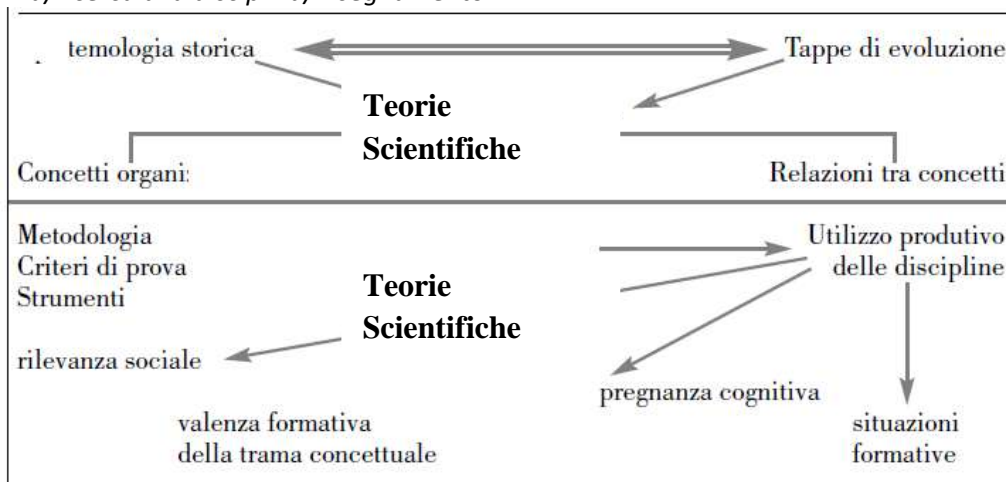 temologia storica
Tappe di evoluzione
Teorie
Scientifiche
Concetti organi
Relazioni tra concetti
Metodologia
Criteri di prova
Strumenti
Utilizzo produtivo
delle discipline
Teorie
Scientifiche
rilevanza sociale
pregnanza cognitiva
valenza formativa
della trama concettuale
situazioni
formative